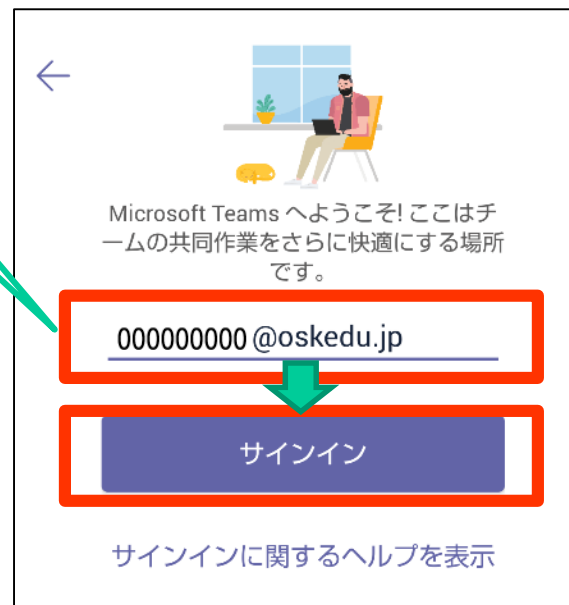 Microsoft Teams へようこそ! ここはチ
ームの共同作業をさらに快適にする場所
です。
000000000@oskedu.jp
サインイン
サインインに関するヘルプを表示